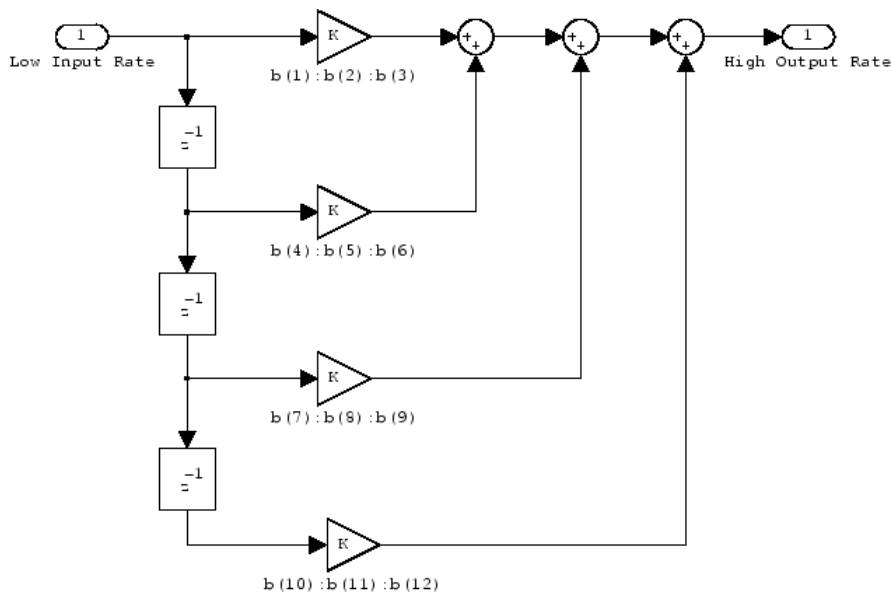 1
K
+
+
+
+
+
+
1
Low Input Rate
b(1):b(2):b(3)
High Output Rate
-1
K
b(4):b(5):b(6)
-1
K
b(7):b(8):b(9)
-1
K
b(10):b(11):b(12)